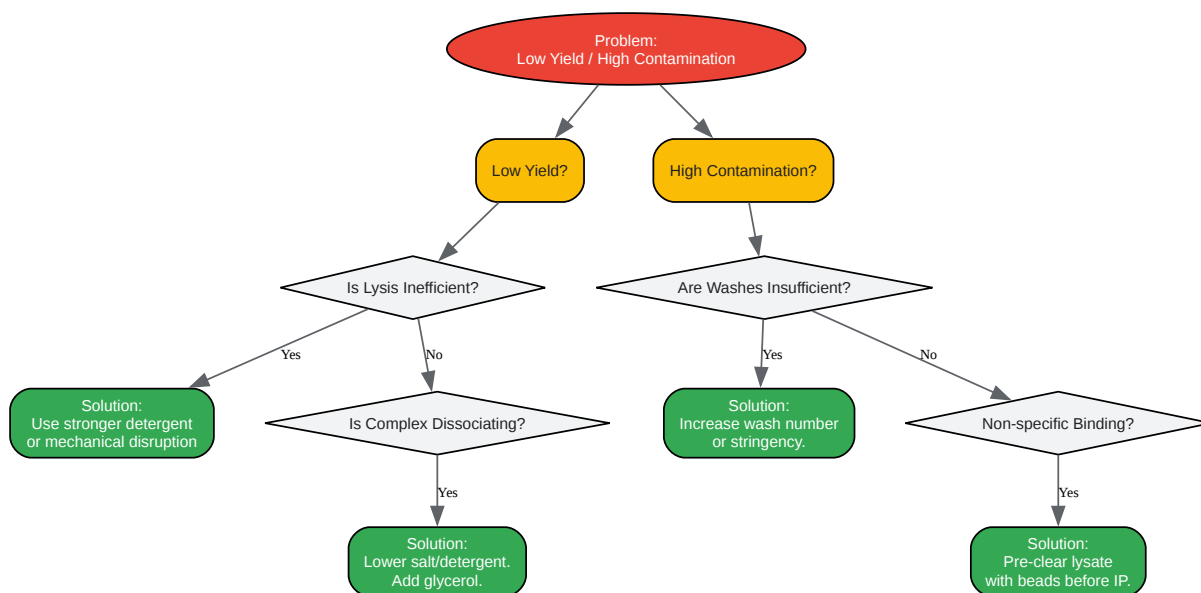 Problem:
Low Yield / High Contamination
Low Yield?
High Contamination?
Is Lysis Inefficient?
Are Washes Insufficient?
Yes
No
Yes
No
Solution:
Use stronger detergent
or mechanical disruption
Is Complex Dissociating?
Solution:
Increase wash number
or stringency.
Non-specific Binding?
Yes
Yes
Solution:
Lower salt/detergent.
Add glycerol.
Solution:
Pre-clear lysate
with beads before IP.